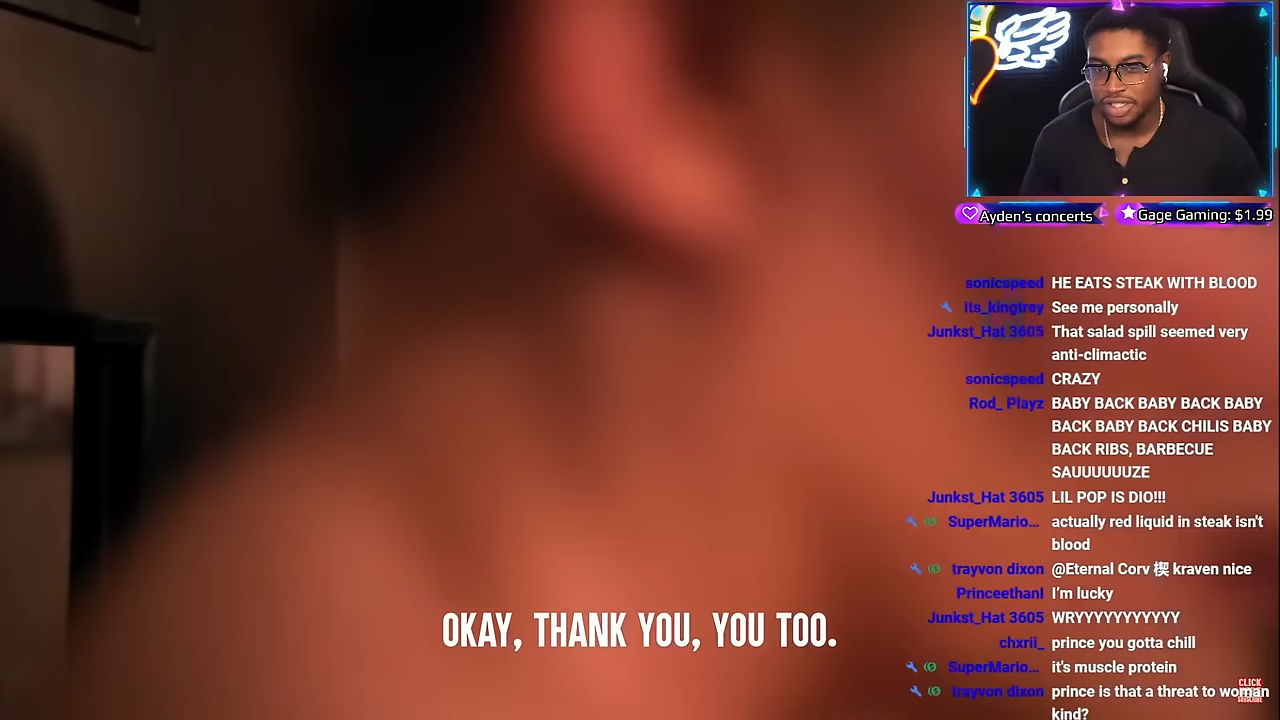 Ayden's concerts
Gage Gaming: $1.99
sonicspeed HE EATS STEAK WITH BLOOD
its_kingtrey See me personally
Junkst_Hat 3605 That salad spill seemed very
anti-climactic
sonicspeed CRAZY
Rod_ Playz BABY BACK BABY BACK BABY
BACK BABY BACK CHILIS BABY
BACK RIBS, BARBECUE
SAUUUUUUZE
Junkst_Hat 3605 LIL POP IS DIO!!!
SuperMario… actually red liquid in steak isn't
blood
trayvon dixon @Eternal Corv 楔 kraven nice
Princeethanl I'm lucky
Junkst_Hat 3605 WRYYYYYYYYYYY
OKAY, THANK YOU, YOU TOO.
chxrii_ prince you gotta chill
SuperMario… it's muscle protein
trayvon dixon prince is that a threat to woman
kind?
CLICK
SUBSCRIBE